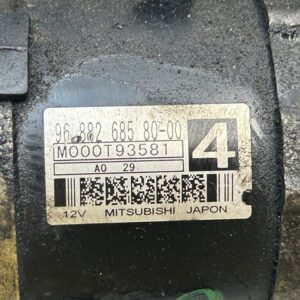 96 882 685 80-00
M000T93581
4
A0 29
12V MITSUBISHI JAPON